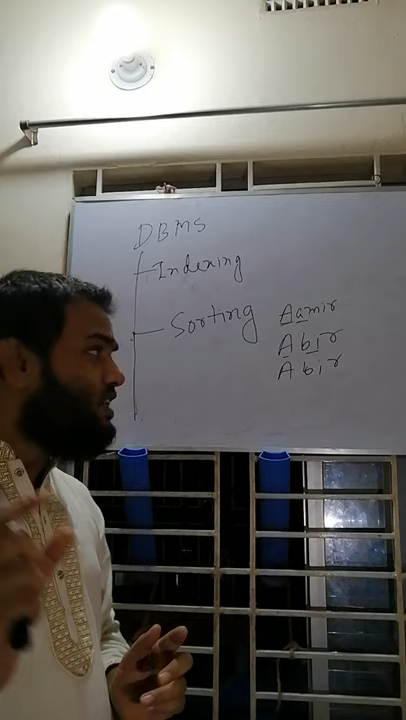 DBMS
Indexing
Sorting
Aamir
Abir
Abir